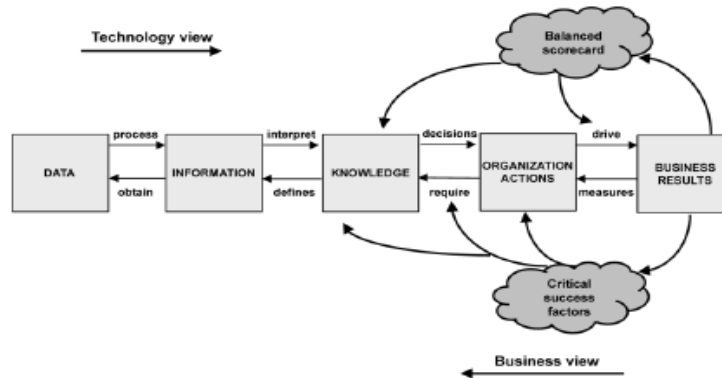 Technology view
Balanced
scorecard
process
interpret
decisions
drive
DATA
INFORMATION
KNOWLEDGE
ORGANIZATION
ACTIONS
BUSINESS
RESULTS
obtain
defines
require
measures
Critical
success
factors
Business view